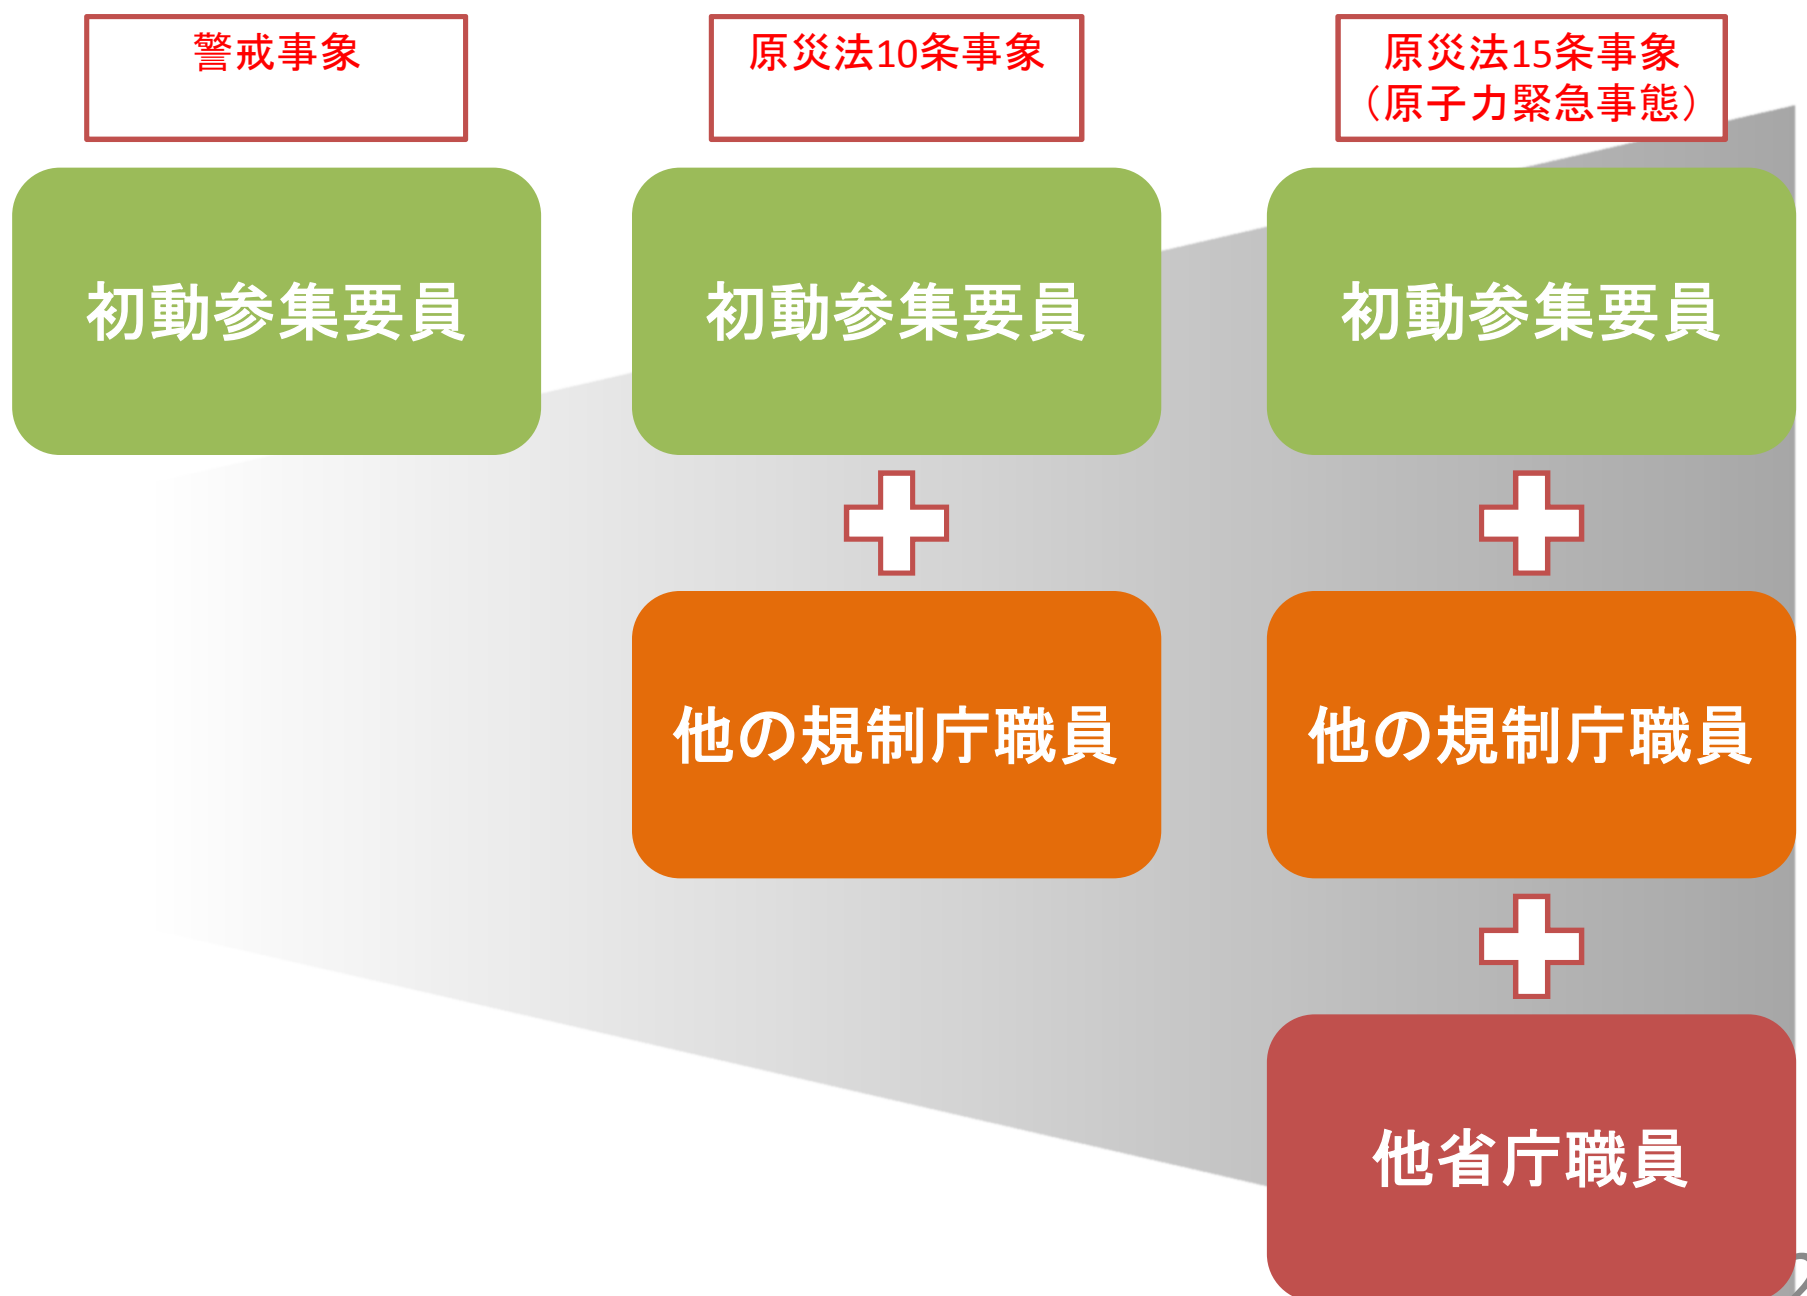 警戒事象
原災法10条事象
原災法15条事象
（原子力緊急事態）
初動参集要員
初動参集要員
初動参集要員
他の規制庁職員
他の規制庁職員
他省庁職員